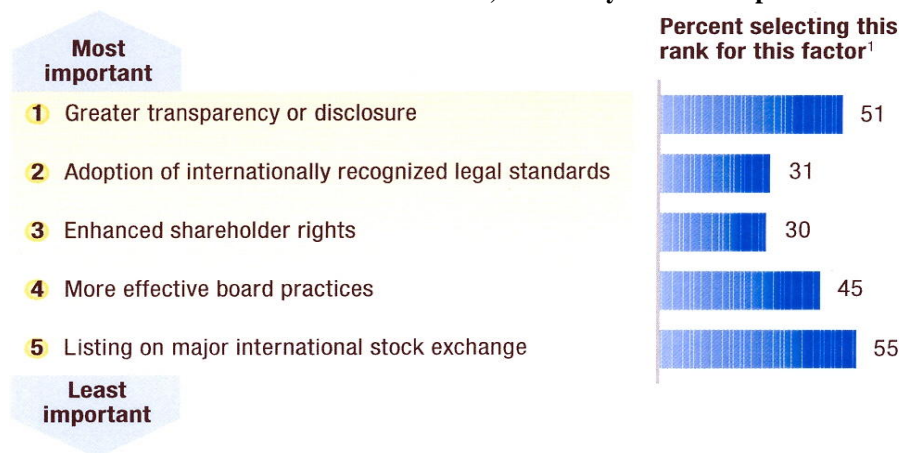 Most
important
Percent selecting this
rank for this factor¹
1 Greater transparency or disclosure 51
2 Adoption of internationally recognized legal standards 31
3 Enhanced shareholder rights 30
4 More effective board practices 45
5 Listing on major international stock exchange 55
Least
important